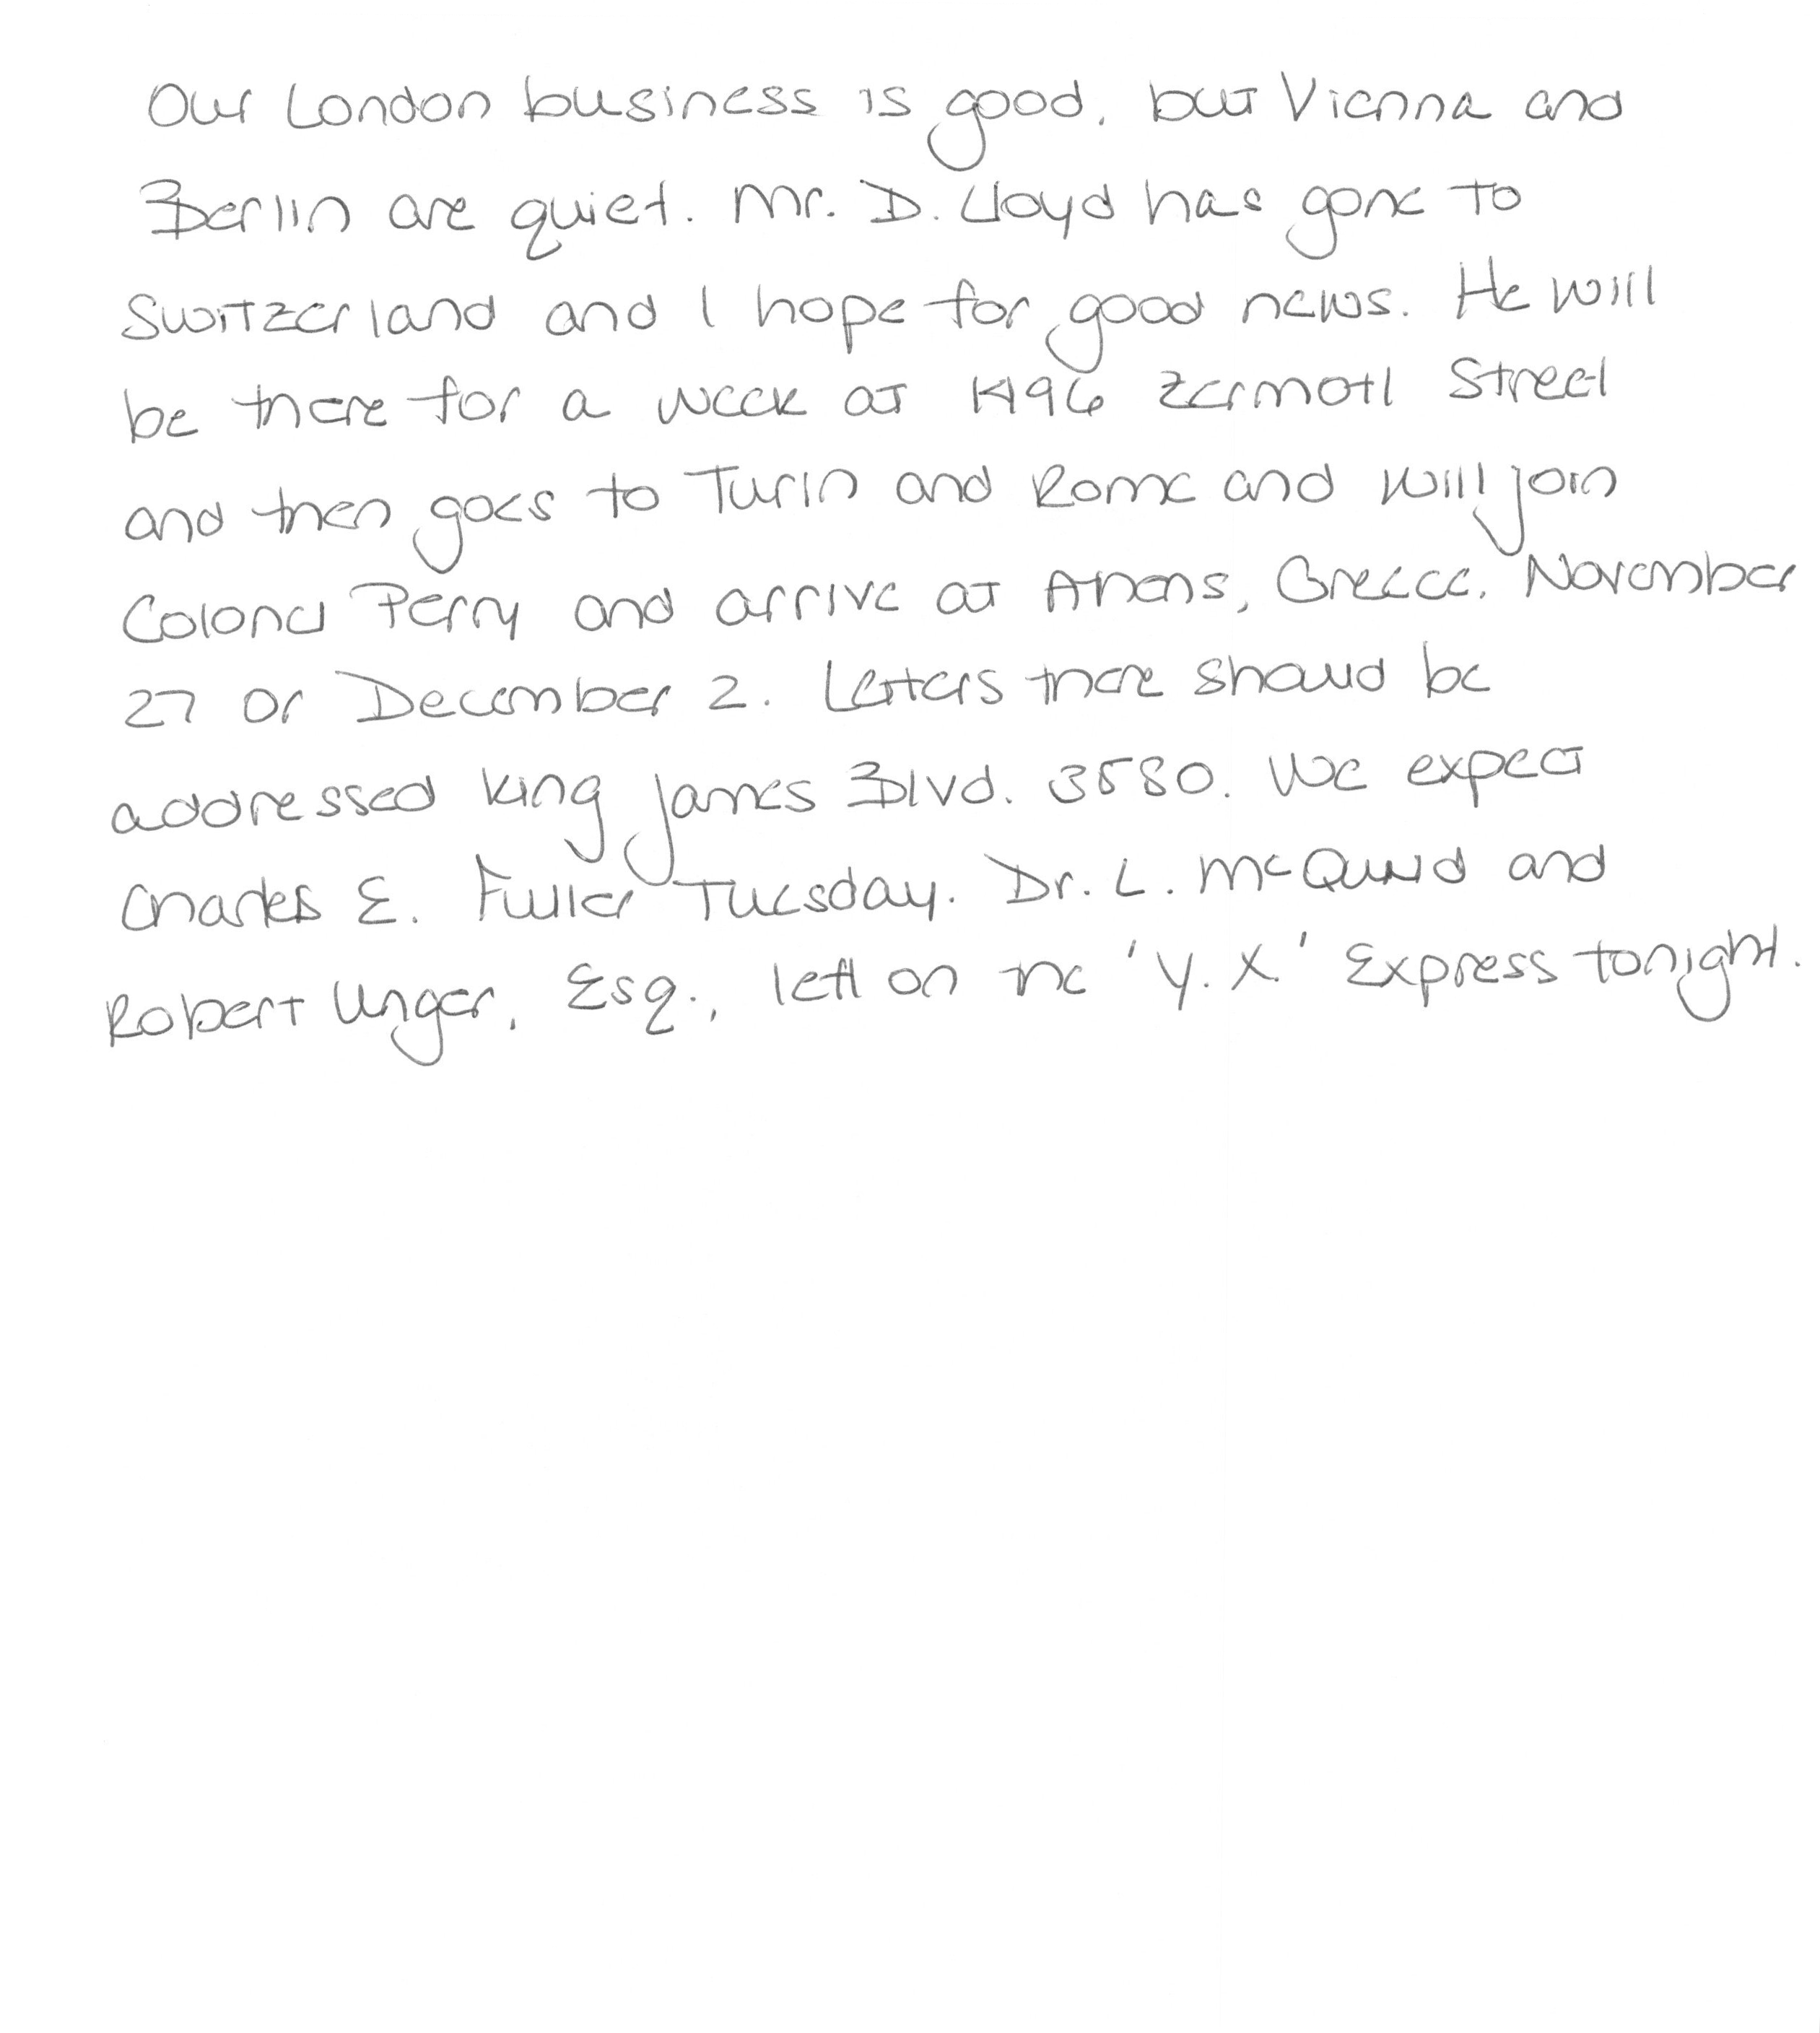 Our London business is good, but Vienna and
Berlin are quiet. Mr. D. Lloyd has gone to
Switzerland and I hope for good news. He will
be there for a week at 1496 Zermott Street
and then goes to Turin and Rome and will join
Colonel Perry and arrive at Athens, Greece, November
27 or December 2. Letters there should be
addressed King James Blvd. 3580. We expect
Charles E. Fuller Tuesday. Dr. L. McQuaid and
Robert Unger, Esq., left on the 'Y.X.' Express tonight.